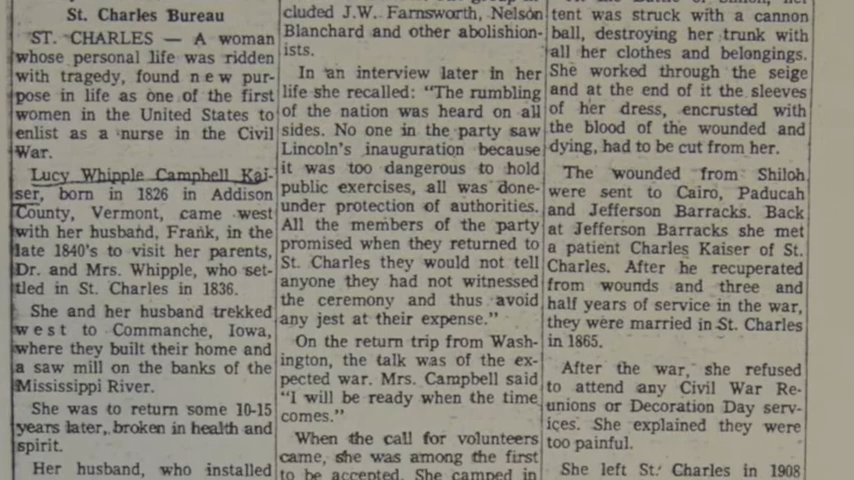 St. Charles Bureau
ST. CHARLES — A woman
whose personal life was ridden
with tragedy, found new pur-
pose in life as one of the first
women in the United States to
enlist as a nurse in the Civil
War.
Lucy Whipple Campbell Kai-
ser, born in 1826 in Addison
County, Vermont, came west
with her husband, Frank, in the
late 1840's to visit her parents,
Dr. and Mrs. Whipple, who set-
tled in St. Charles in 1836.
She and her husband trekked
west to Commanche, Iowa,
where they built their home and
a saw mill on the banks of the
Mississippi River.
She was to return some 10-15
years later, broken in health and
spirit.
Her husband, who installed
cluded J.W. Farnsworth, Nelson
Blanchard and other abolishion-
ists.
In an interview later in her
life she recalled: “The rumbling
of the nation was heard on all
sides. No one in the party saw
Lincoln's inauguration because
it was too dangerous to hold
public exercises, all was done
under protection of authorities.
All the members of the party
promised when they returned to
St. Charles they would not tell
anyone they had not witnessed
the ceremony and thus avoid
any jest at their expense.”
On the return trip from Wash-
ington, the talk was of the ex-
pected war. Mrs. Campbell said
“I will be ready when the time
comes.”
When the call for volunteers
came, she was among the first
to be accepted. She camped in
tent was struck with a cannon
ball, destroying her trunk with
all her clothes and belongings.
She worked through the seige
and at the end of it the sleeves
of her dress, encrusted with
the blood of the wounded and
dying, had to be cut from her.
The wounded from Shiloh
were sent to Cairo, Paducah
and Jefferson Barracks. Back
at Jefferson Barracks she met
a patient Charles Kaiser of St.
Charles. After he recuperated
from wounds and three and
half years of service in the war,
they were married in St. Charles
in 1865.
After the war, she refused
to attend any Civil War Re-
unions or Decoration Day serv-
ices. She explained they were
too painful.
She left St. Charles in 1908